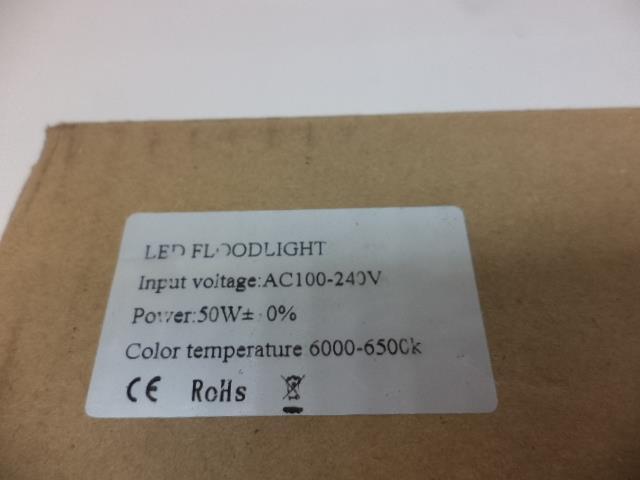 LED FLOODLIGHT
Input voltage:AC100-240V
Power:50W± 0%
Color temperature 6000-6500k
CE RoHs